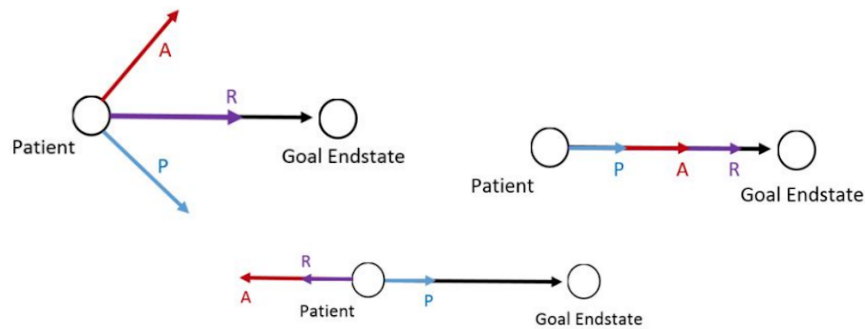 A
R
Patient
P
Goal Endstate
P A R
Patient
Goal Endstate
R
A
P
Patient
Goal Endstate